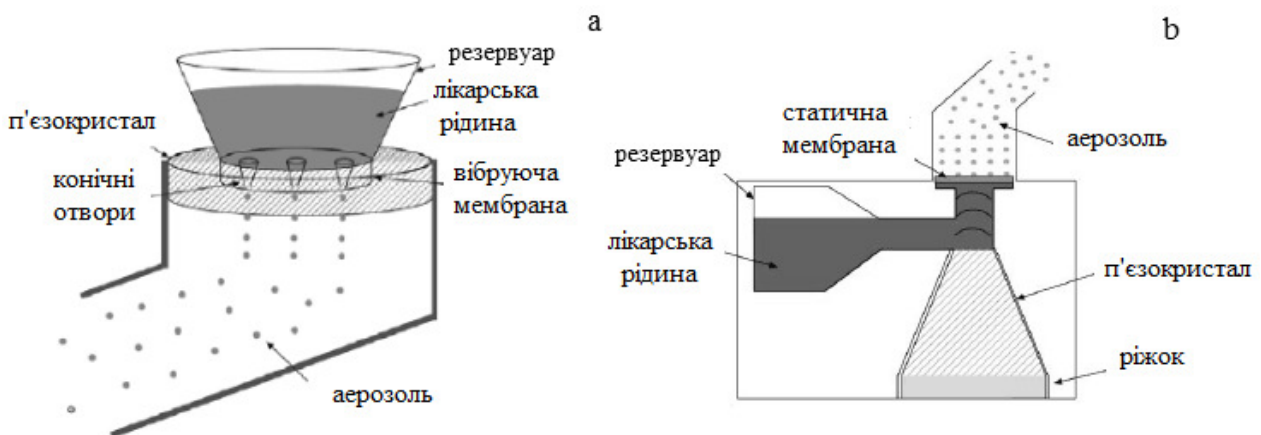 а
резервуар
лікарська
рідина
п'єзокристал
конічні
отвори
вібруюча
мембрана
аерозоль
b
статична
мембрана
аерозоль
резервуар
лікарська
рідина
п'єзокристал
ріжок